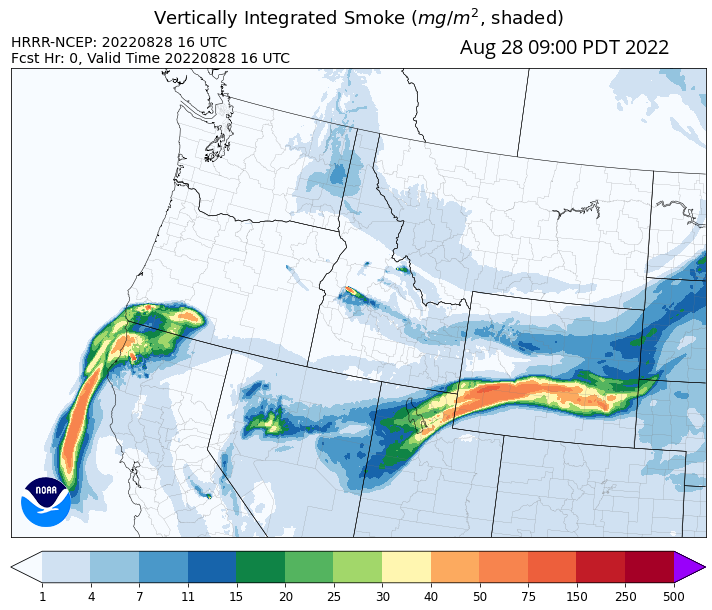 Vertically Integrated Smoke (mg/m², shaded)
HRRR-NCEP: 20220828 16 UTC
Fcst Hr: 0, Valid Time 20220828 16 UTC
Aug 28 09:00 PDT 2022
NOAA
1 4 7 11 15 20 25 30 40 50 75 150 250 500